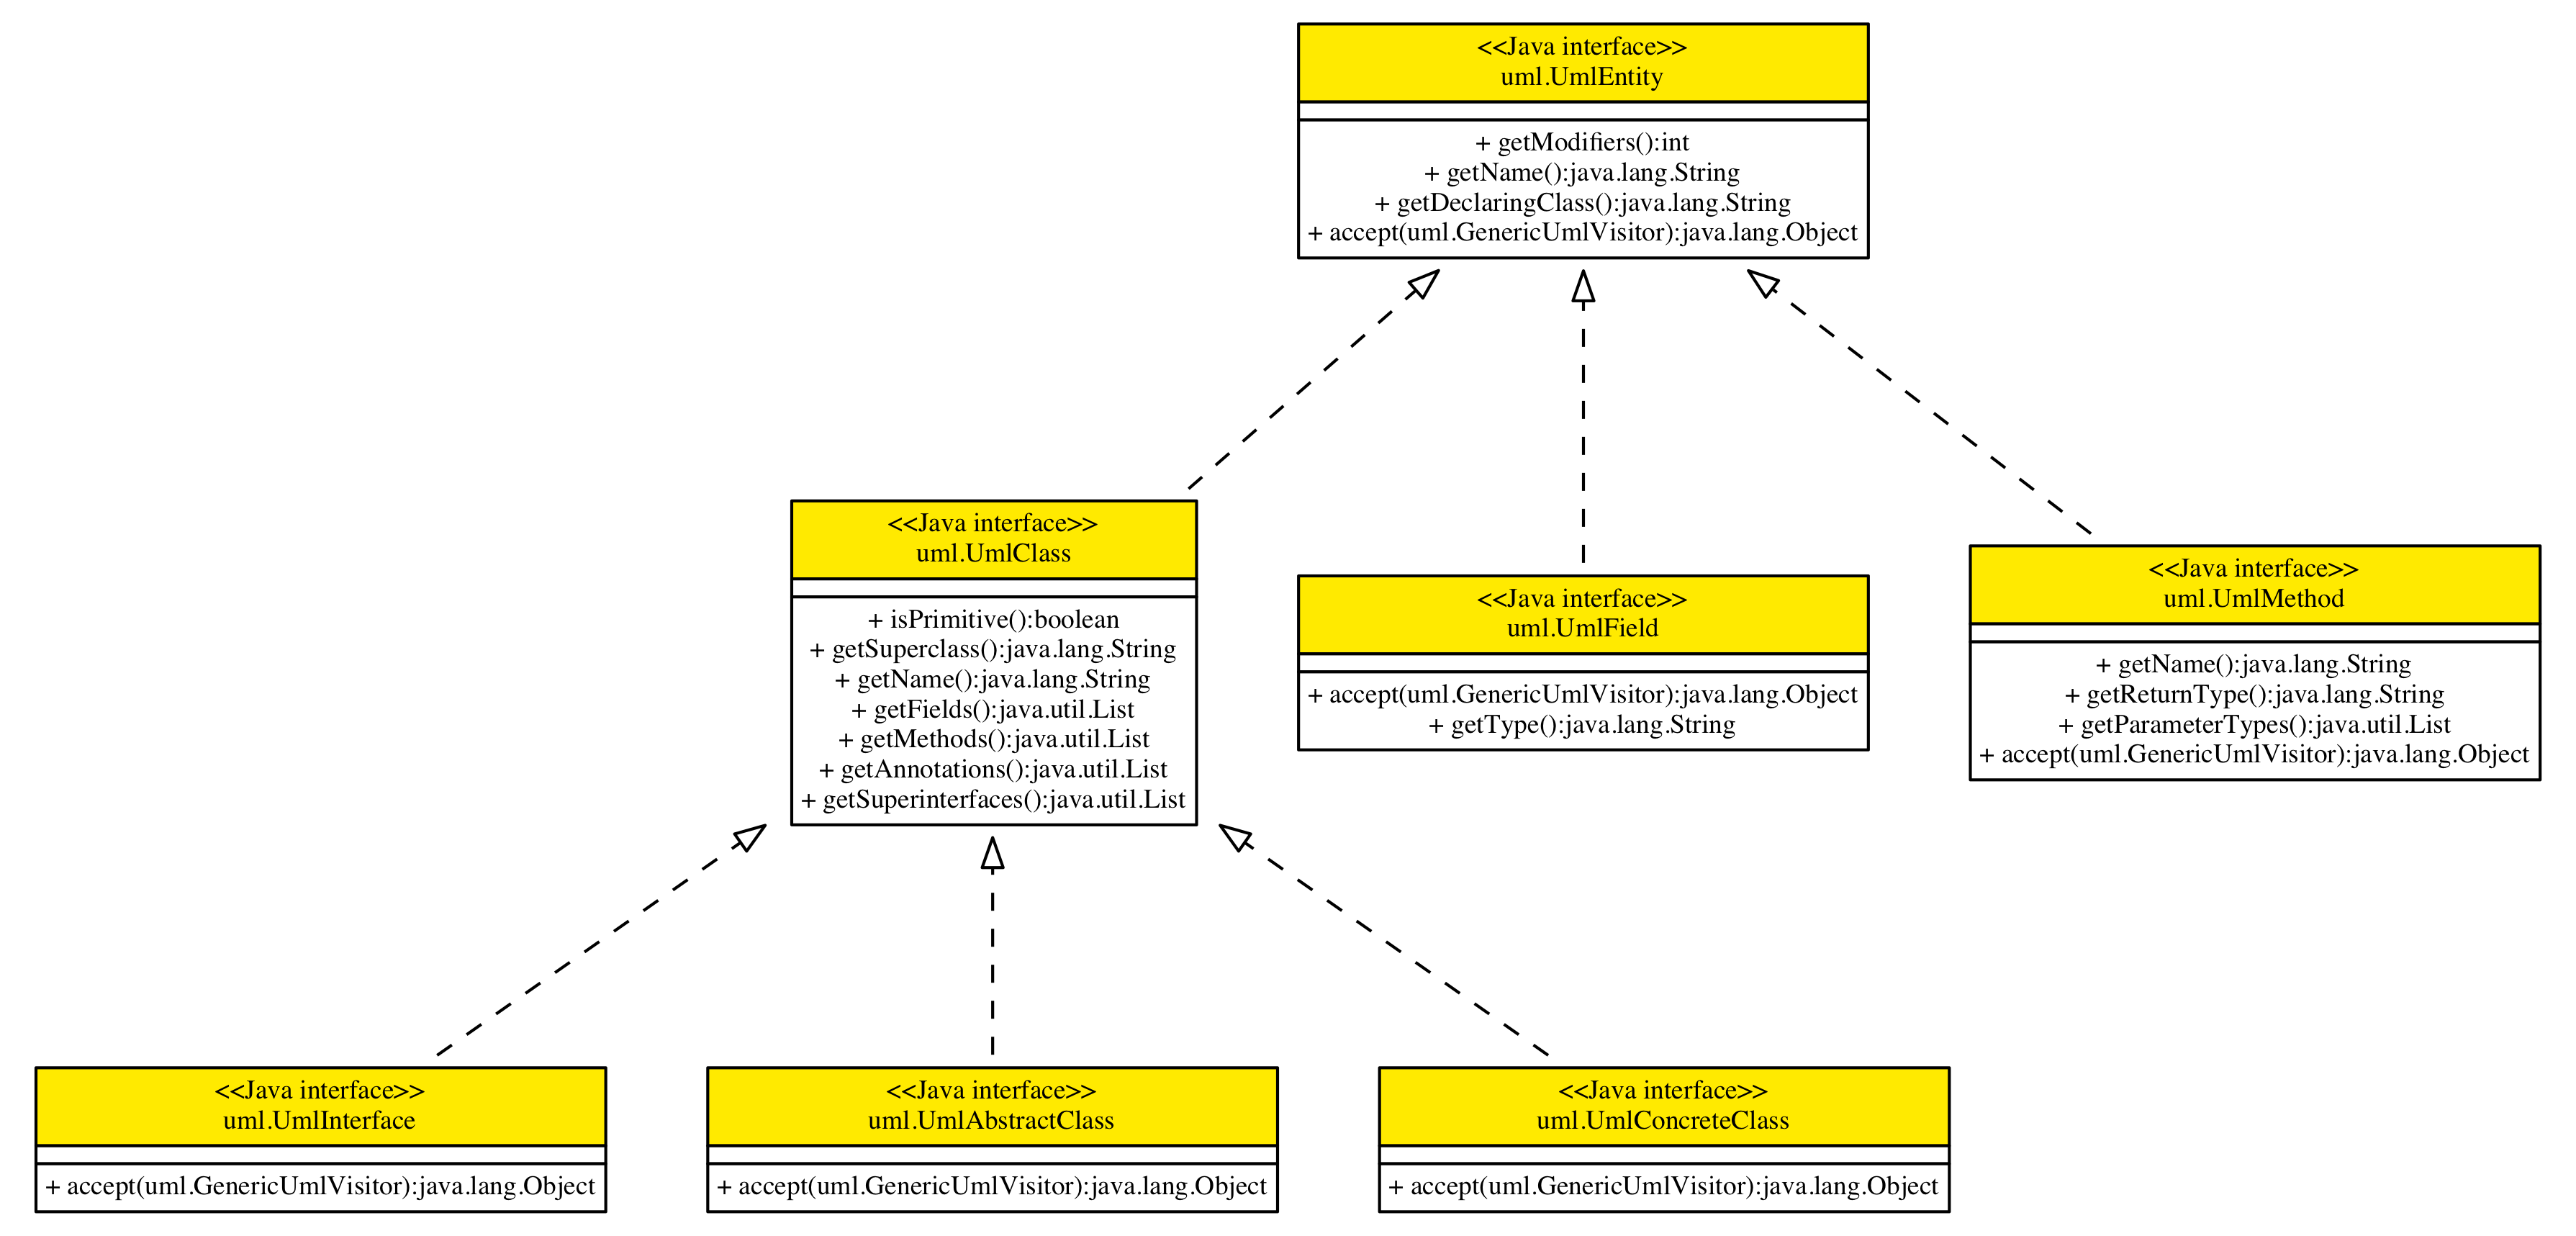 <<Java interface>>
uml.UmlEntity
+ getModifiers():int
+ getName():java.lang.String
+ getDeclaringClass():java.lang.String
+ accept(uml.GenericUmlVisitor):java.lang.Object
<<Java interface>>
uml.UmlClass
+ isPrimitive():boolean
+ getSuperclass():java.lang.String
+ getName():java.lang.String
+ getFields():java.util.List
+ getMethods():java.util.List
+ getAnnotations():java.util.List
+ getSuperinterfaces():java.util.List
<<Java interface>>
uml.UmlField
+ accept(uml.GenericUmlVisitor):java.lang.Object
+ getType():java.lang.String
<<Java interface>>
uml.UmlMethod
+ getName():java.lang.String
+ getReturnType():java.lang.String
+ getParameterTypes():java.util.List
+ accept(uml.GenericUmlVisitor):java.lang.Object
<<Java interface>>
uml.UmlInterface
+ accept(uml.GenericUmlVisitor):java.lang.Object
<<Java interface>>
uml.UmlAbstractClass
+ accept(uml.GenericUmlVisitor):java.lang.Object
<<Java interface>>
uml.UmlConcreteClass
+ accept(uml.GenericUmlVisitor):java.lang.Object